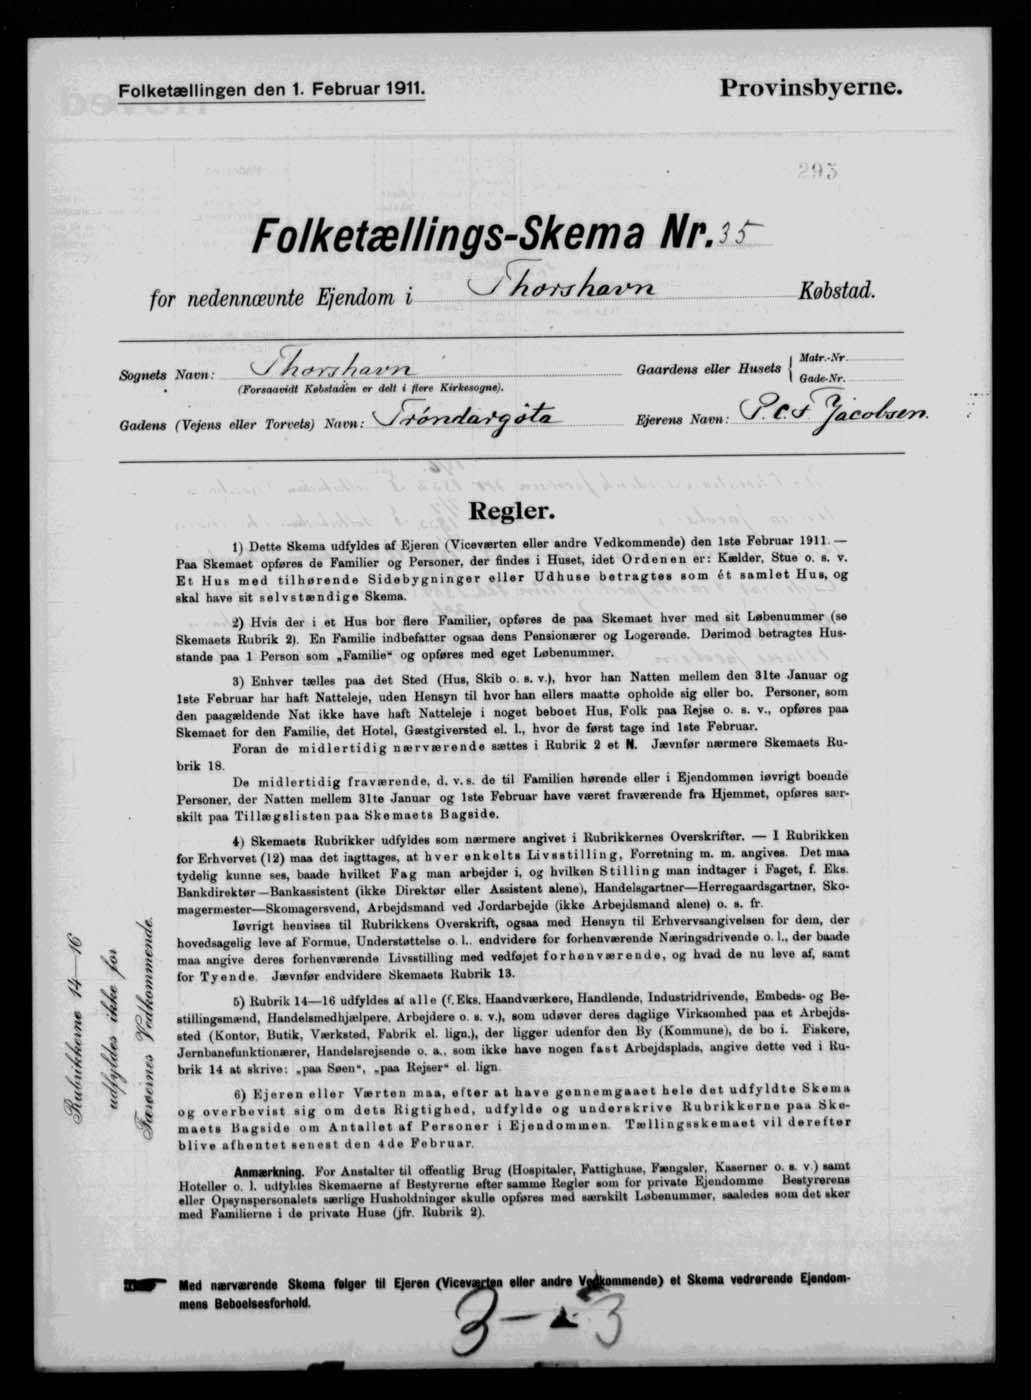 Folketællingen den 1. Februar 1911.
Provinsbyerne.
295
Folketællings-Skema Nr. 35
for nedennævnte Ejendom i Thorshavn Købstad.
Sognets Navn: Thorshavn
(Forsaavidt Købstaden er delt i flere Kirkesogne).
Gaardens eller Husets { Matr.-Nr.
Gade-Nr.
Gadens (Vejens eller Torvets) Navn: Tróndargøta
Ejerens Navn: P. C. S. Jacobsen.
Regler.
1) Dette Skema udfyldes af Ejeren (Viceværten eller andre Vedkommende) den 1ste Februar 1911. —
Paa Skemaet opføres de Familier og Personer, der findes i Huset, idet Ordenen er: Kælder, Stue o. s. v.
Et Hus med tilhørende Sidebygninger eller Udhuse betragtes som ét samlet Hus, og
skal have sit selvstændige Skema.
2) Hvis der i et Hus bor flere Familier, opføres de paa Skemaet hver med sit Løbenummer (se
Skemaets Rubrik 2). En Familie indbefatter ogsaa dens Pensionærer og Logerende. Derimod betragtes Hus-
stande paa 1 Person som „Familie“ og opføres med eget Løbenummer.
3) Enhver tælles paa det Sted (Hus, Skib o. s. v.), hvor han Natten mellem den 31te Januar og
1ste Februar har haft Natteleje, uden Hensyn til hvor han ellers maatte opholde sig eller bo. Personer, som
den paagældende Nat ikke have haft Natteleje i noget beboet Hus, Folk paa Rejse o. s. v., opføres paa
Skemaet for den Familie, det Hotel, Gæstgiversted el. l., hvor de først tage ind 1ste Februar.
Foran de midlertidig nærværende sættes i Rubrik 2 et N. Jævnfør nærmere Skemaets Ru-
brik 18.
De midlertidig fraværende, d. v. s. de til Familien hørende eller i Ejendommen iøvrigt boende
Personer, der Natten mellem 31te Januar og 1ste Februar have været fraværende fra Hjemmet, opføres sær-
skilt paa Tillægslisten paa Skemaets Bagside.
4) Skemaets Rubrikker udfyldes som nærmere angivet i Rubrikkernes Overskrifter. — I Rubrikken
for Erhvervet (12) maa det iagttages, at hver enkelts Livsstilling, Forretning m. m. angives. Det maa
tydelig kunne ses, baade hvilket Fag man arbejder i, og hvilken Stilling man indtager i Faget, f. Eks.
Bankdirektør—Bankassistent (ikke Direktør eller Assistent alene), Handelsgartner—Herregaardsgartner, Sko-
magermester—Skomagersvend, Arbejdsmand ved Jordarbejde (ikke Arbejdsmand alene) o. s. fr.
Iøvrigt henvises til Rubrikkens Overskrift, ogsaa med Hensyn til Erhvervsangivelsen for dem, der
hovedsagelig leve af Formue, Understøttelse o. l.. endvidere for forhenværende Næringsdrivende o. l., der baade
maa angive deres forhenværende Livsstilling med vedføjet forhenværende, og hvad de nu leve af, samt
for Tyende. Jævnfør endvidere Skemaets Rubrik 13.
5) Rubrik 14—16 udfyldes af alle (f. Eks. Haandværkere, Handlende, Industridrivende, Embeds- og Be-
stillingsmænd, Handelsmedhjælpere, Arbejdere o. s. v.), som udøver deres daglige Virksomhed paa et Arbejds-
sted (Kontor, Butik, Værksted, Fabrik el. lign.), der ligger udenfor den By (Kommune), de bo i. Fiskere,
Jernbanefunktionærer, Handelsrejsende o. a., som ikke have nogen fast Arbejdsplads, angive dette ved i Ru-
brik 14 at skrive: „paa Søen“, „paa Rejser“ el. lign.
6) Ejeren eller Værten maa, efter at have gennemgaaet hele det udfyldte Skema
og overbevist sig om dets Rigtighed, udfylde og underskrive Rubrikkerne paa Ske-
maets Bagside om Antallet af Personer i Ejendommen. Tællingsskemaet vil derefter
blive afhentet senest den 4de Februar.
Anmærkning. For Anstalter til offentlig Brug (Hospitaler, Fattighuse, Fængsler, Kaserner o. s. v.) samt
Hoteller o. l. udfyldes Skemaerne af Bestyrerne efter samme Regler som for private Ejendomme Bestyrerens
eller Opsynspersonalets særlige Husholdninger skulle opføres med særskilt Løbenummer, saaledes som det sker
med Familierne i de private Huse (jfr. Rubrik 2).
Rubrikkerne 14—16
udfyldes ikke for
Færøernes Vedkommende.
Med nærværende Skema følger til Ejeren (Viceværten eller andre Vedkommende) et Skema vedrørende Ejendom-
mens Beboelsesforhold.
3 – 3